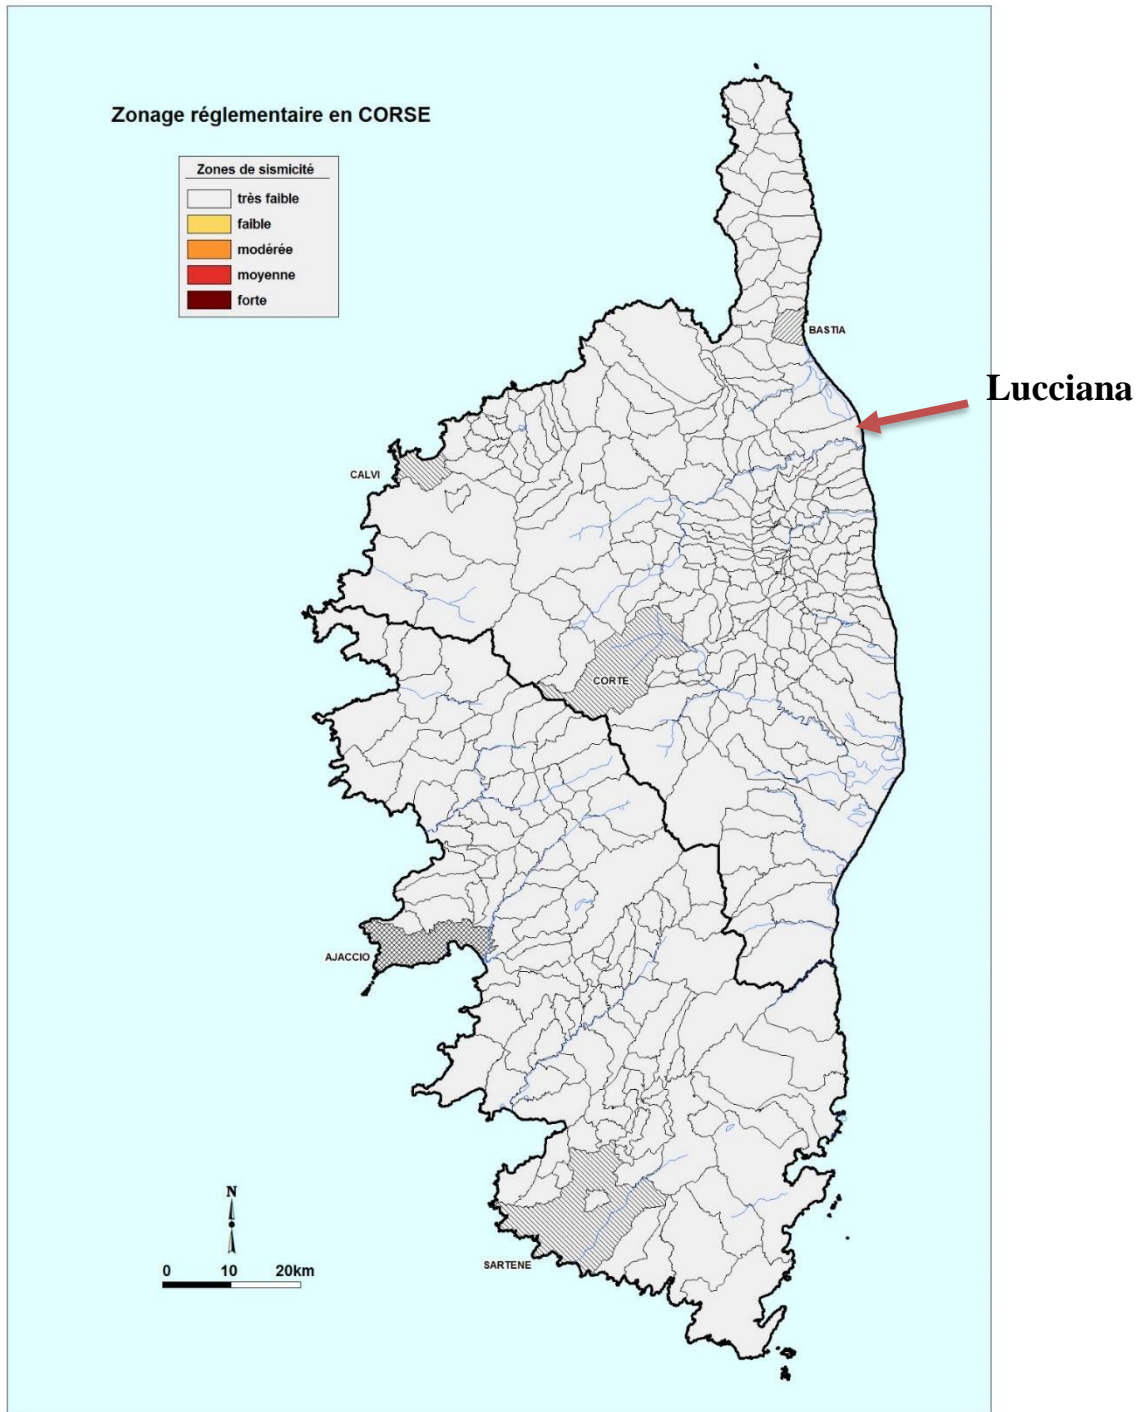 Zonage réglementaire en CORSE
Zones de sismicité
très faible
faible
modérée
moyenne
forte
BASTIA
Lucciana
CALVI
CORTE
AJACCIO
SARTENE
N
0 10 20km